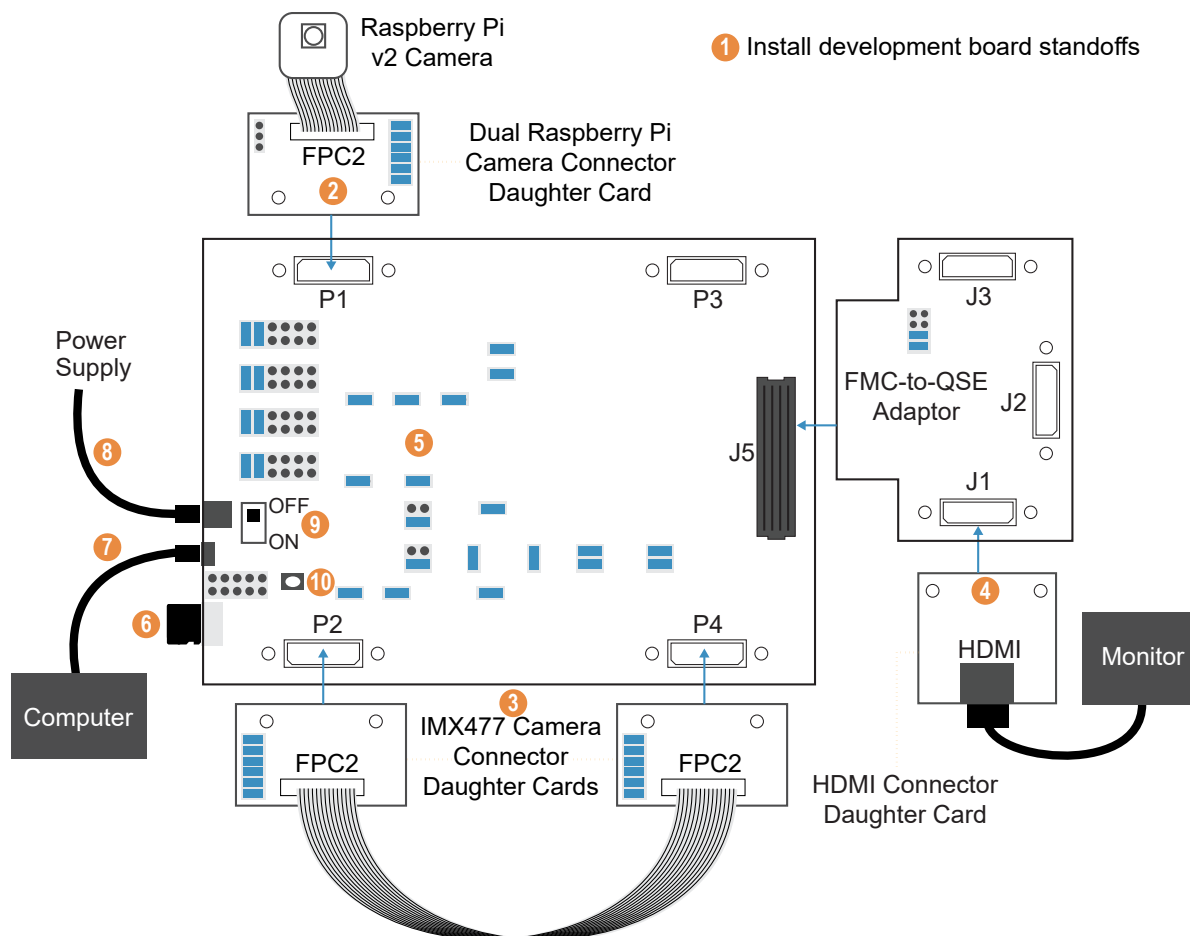 Raspberry Pi
v2 Camera
1 Install development board standoffs
FPC2
2
Dual Raspberry Pi
Camera Connector
Daughter Card
P1
P3
J3
Power
Supply
FMC-to-QSE
Adaptor
J2
5
J5
8
J1
OFF
9
ON
7
10
4
6
P2
P4
HDMI
Monitor
3
Computer
IMX477 Camera
Connector
Daughter Cards
FPC2
FPC2
HDMI Connector
Daughter Card